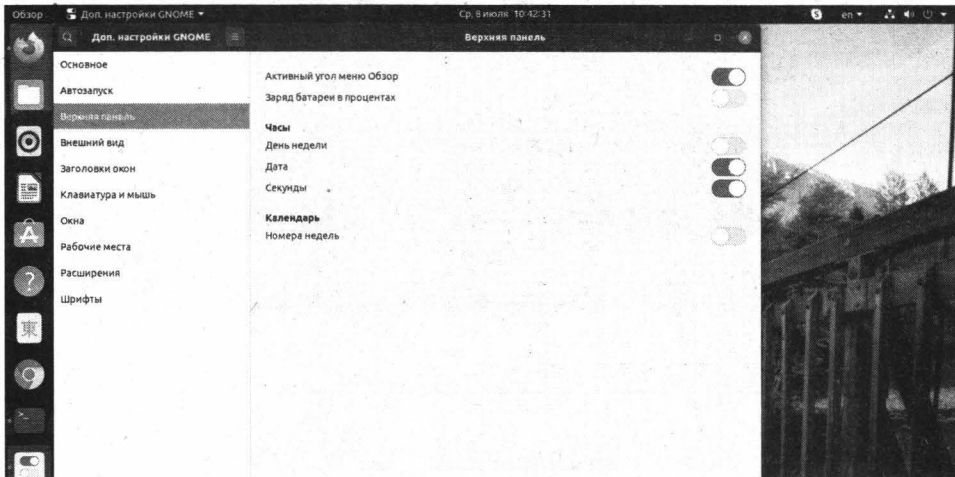 Обзор
Доп. настройки GNOME
Ср, 8 июля 10:42:31
en
Доп. настройки GNOME
Верхняя панель
Основное
Автозапуск
Верхняя панель
Внешний вид
Заголовки окон
Клавиатура и мышь
Окна
Рабочие места
Расширения
Шрифты
Активный угол меню Обзор
Заряд батареи в процентах
Часы
День недели
Дата
Секунды
Календарь
Номера недель
東